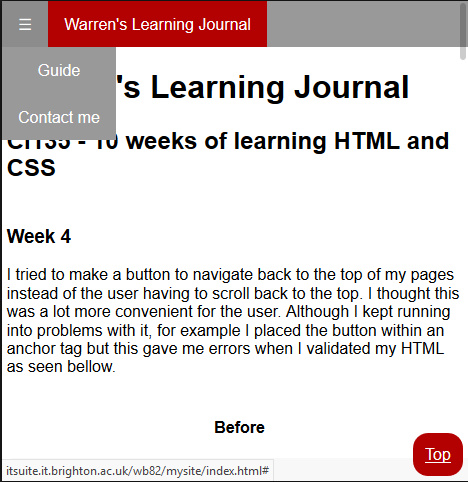 ☰ Warren's Learning Journal
Guide
Contact me
's Learning Journal
CI135 - 10 weeks of learning HTML and
CSS
Week 4
I tried to make a button to navigate back to the top of my pages
instead of the user having to scroll back to the top. I thought this
was a lot more convenient for the user. Although I kept running
into problems with it, for example I placed the button within an
anchor tag but this gave me errors when I validated my HTML
as seen bellow.
Before
Top
itsuite.it.brighton.ac.uk/wb82/mysite/index.html#